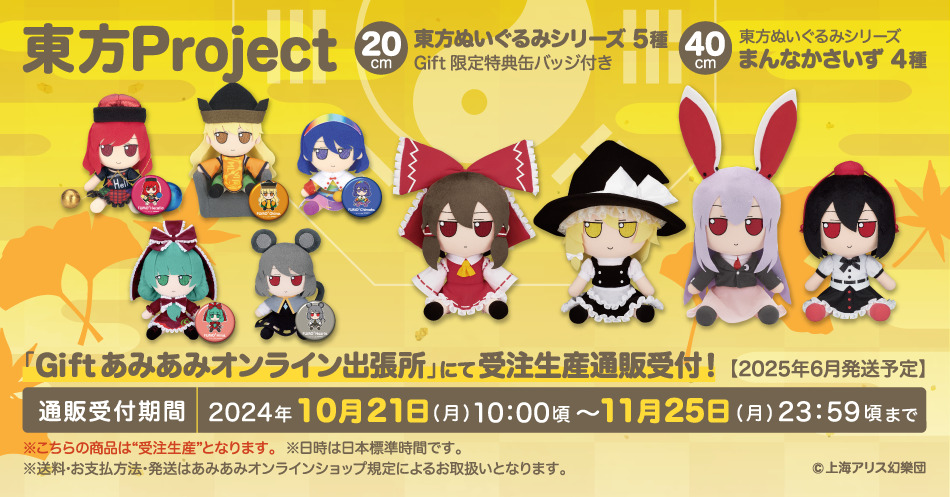 東方Project
20cm
東方ぬいぐるみシリーズ 5種
Gift 限定特典缶バッジ付き
40cm
東方ぬいぐるみシリーズ
まんなかさいず 4種
Hell
「Gift あみあみオンライン出張所」にて受注生産通販受付！【2025年6月発送予定】
通販受付期間
2024年 10月21日(月)10:00頃 〜11月25日(月)23:59頃まで
※こちらの商品は“受注生産”となります。 ※日時は日本標準時間です。
※送料・お支払方法・発送はあみあみオンラインショップ規定によるお取扱いとなります。
©上海アリス幻樂団